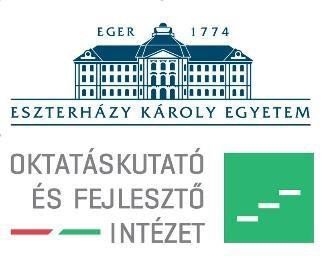 EGER 1774
ESZTERHÁZY KÁROLY EGYETEM
OKTATÁSKUTATÓ
ÉS FEJLESZTŐ
INTÉZET